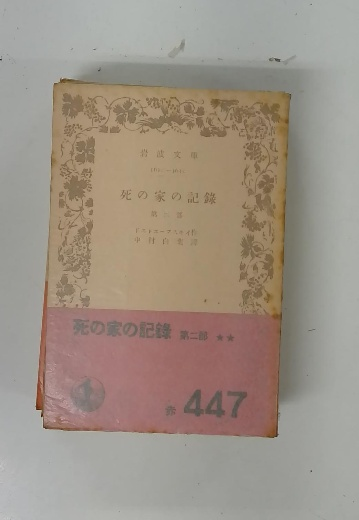 岩波文庫
死の家の記録
第二部
ドストエーフスキイ作
中村白葉訳
死の家の記録 第二部 ★★
赤 447